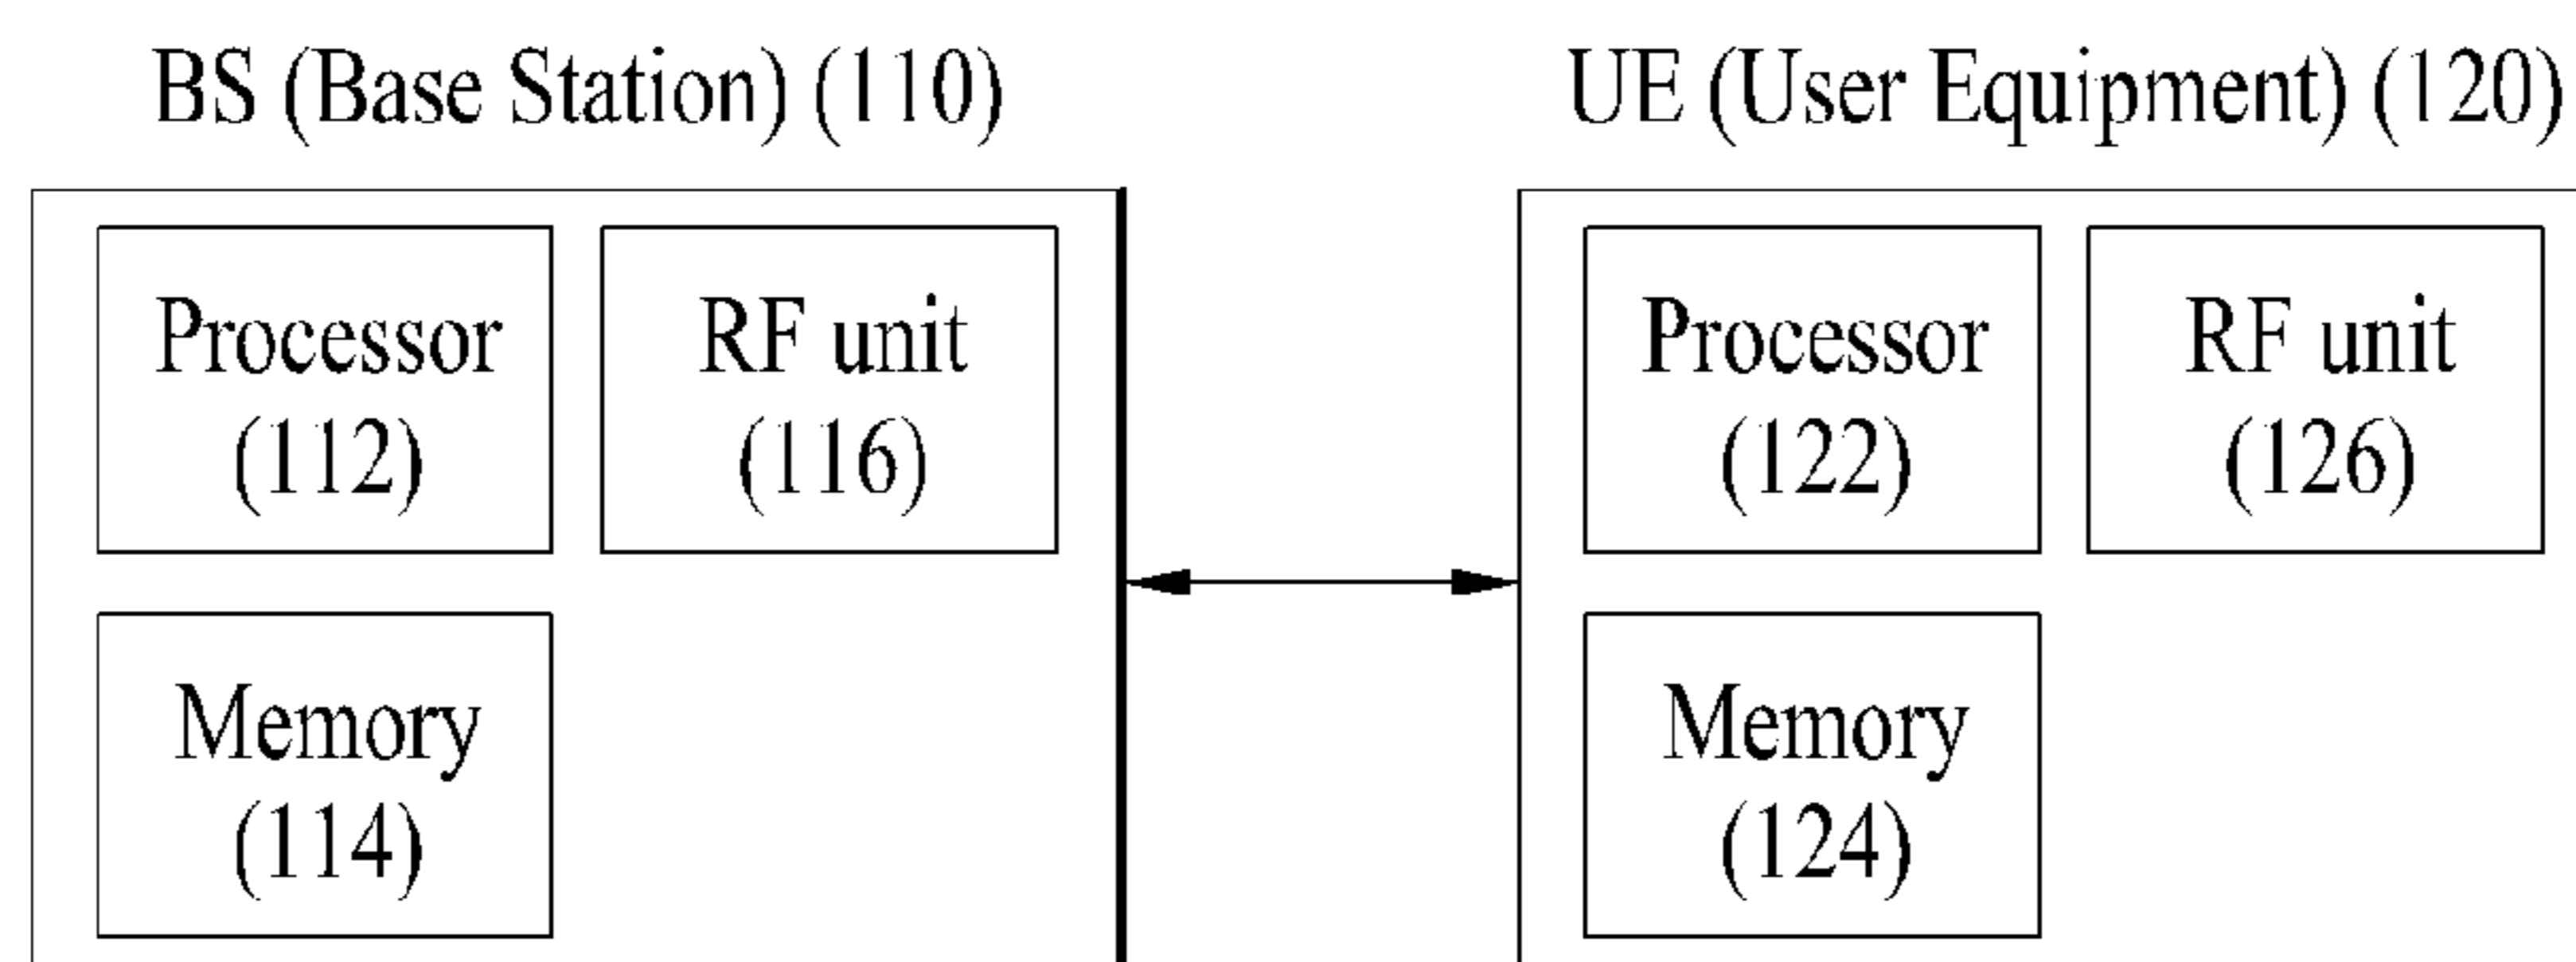 BS (Base Station) (110)
UE (User Equipment) (120)
Processor
(112)
RF unit
(116)
Memory
(114)
Processor
(122)
RF unit
(126)
Memory
(124)